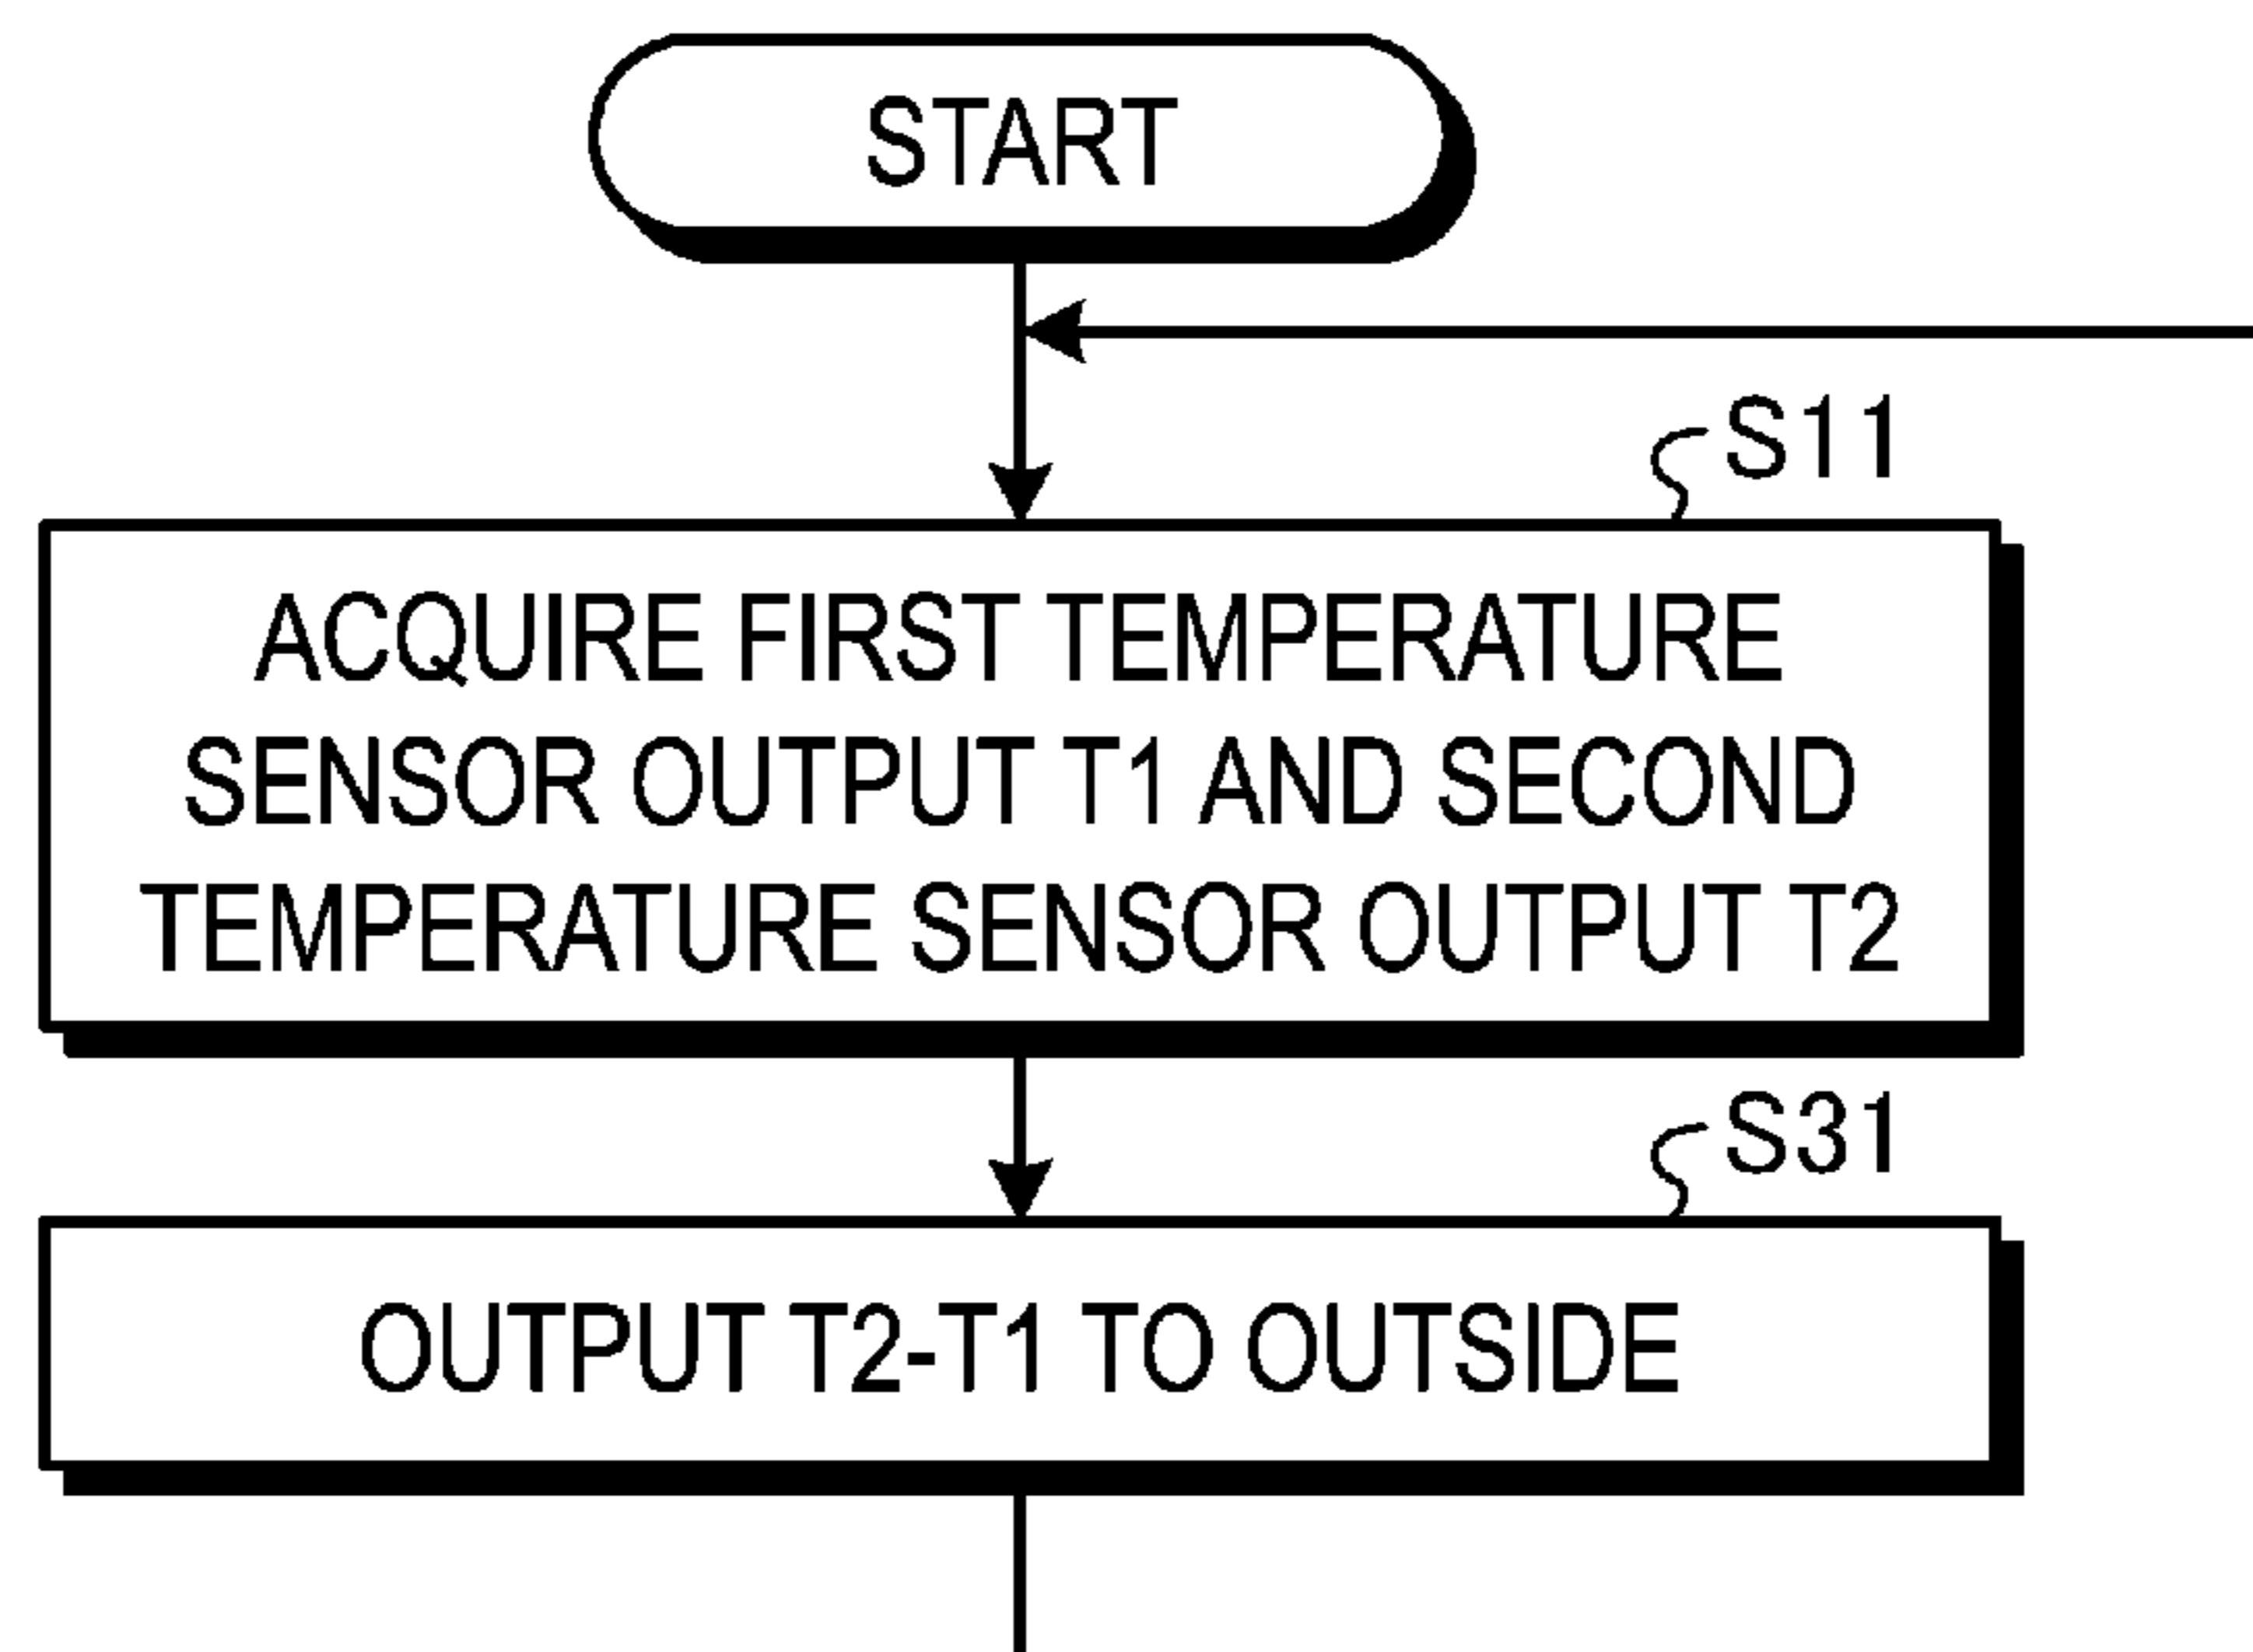 START
S11
ACQUIRE FIRST TEMPERATURE
SENSOR OUTPUT T1 AND SECOND
TEMPERATURE SENSOR OUTPUT T2
S31
OUTPUT T2-T1 TO OUTSIDE